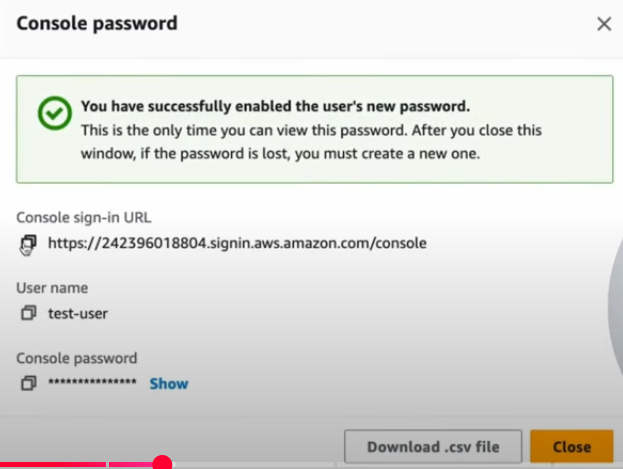 Console password
You have successfully enabled the user's new password.
This is the only time you can view this password. After you close this
window, if the password is lost, you must create a new one.
Console sign-in URL
https://242396018804.signin.aws.amazon.com/console
User name
test-user
Console password
*************** Show
Download .csv file Close